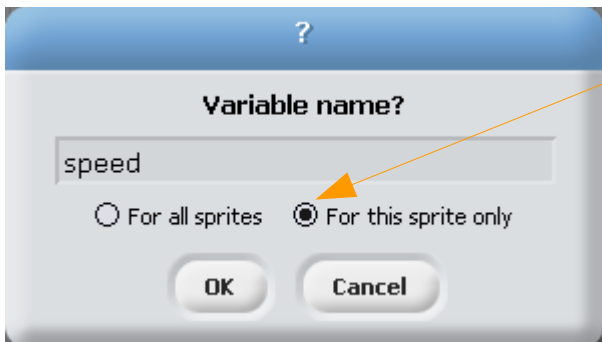 ?
Variable name?
speed
For all sprites For this sprite only
OK Cancel